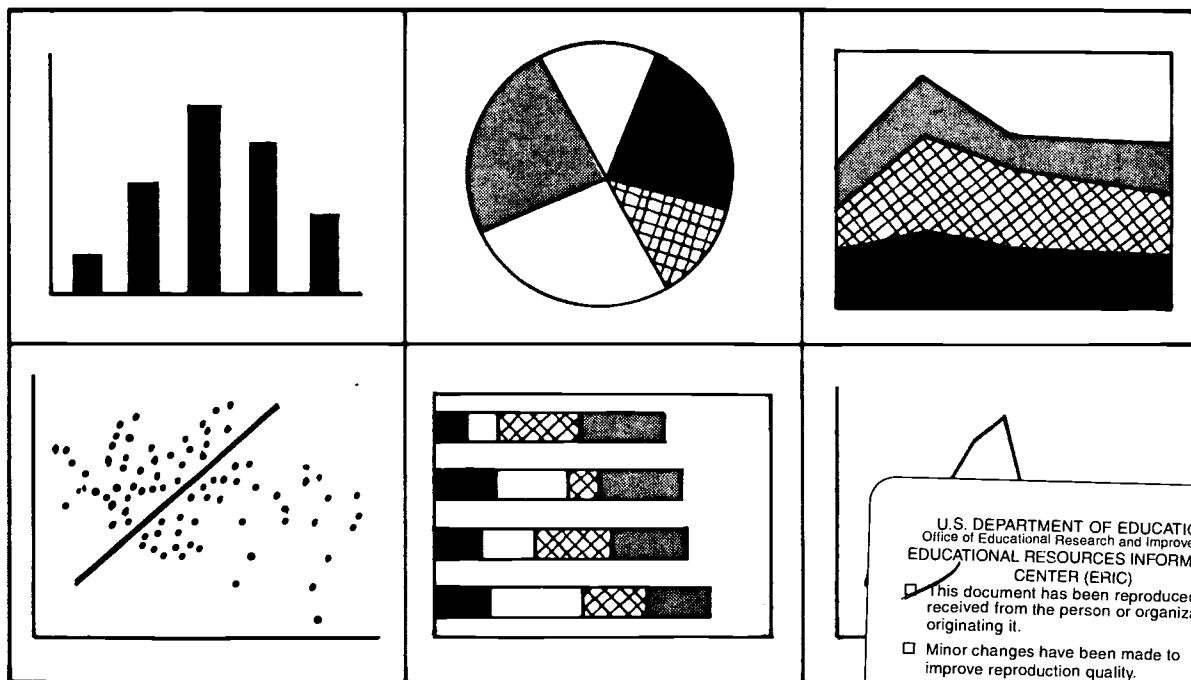 U.S. DEPARTMENT OF EDUCATIO
Office of Educational Research and Improve
EDUCATIONAL RESOURCES INFORM
CENTER (ERIC)
□ This document has been reproduced
received from the person or organiza
originating it.
□ Minor changes have been made to
improve reproduction quality.